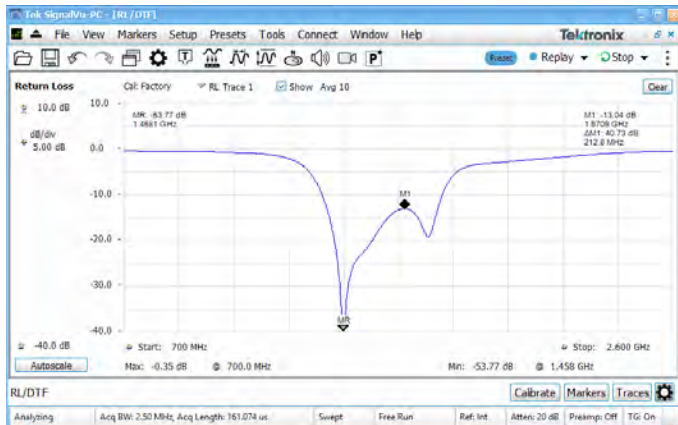 Tek SignalVu-PC - [RL/DTF]
File View Markers Setup Presets Tools Connect Window Help Tektronix
Preset Replay Stop
Return Loss Cal: Factory RL Trace 1 Show Avg 10 Clear
10.0 dB 10.0
MR: -53.77 dB M1: -13.04 dB
1.8708 GHz
dB/div ΔM1: 40.73 dB
5.00 dB 0.0 212.8 MHz
-10.0 M1
-20.0
-30.0
MR
-40.0
-40.0 dB Start: 700 MHz Stop: 2.600 GHz
Autoscale Max: -0.35 dB @ 700.0 MHz Min: -53.77 dB @ 1.458 GHz
RL/DTF Calibrate Markers Traces
Analyzing Acq BW: 2.50 MHz, Acq Length: 161.074 us Swept Free Run Ref: Int Atten: 20 dB Preamp: Off TG: On